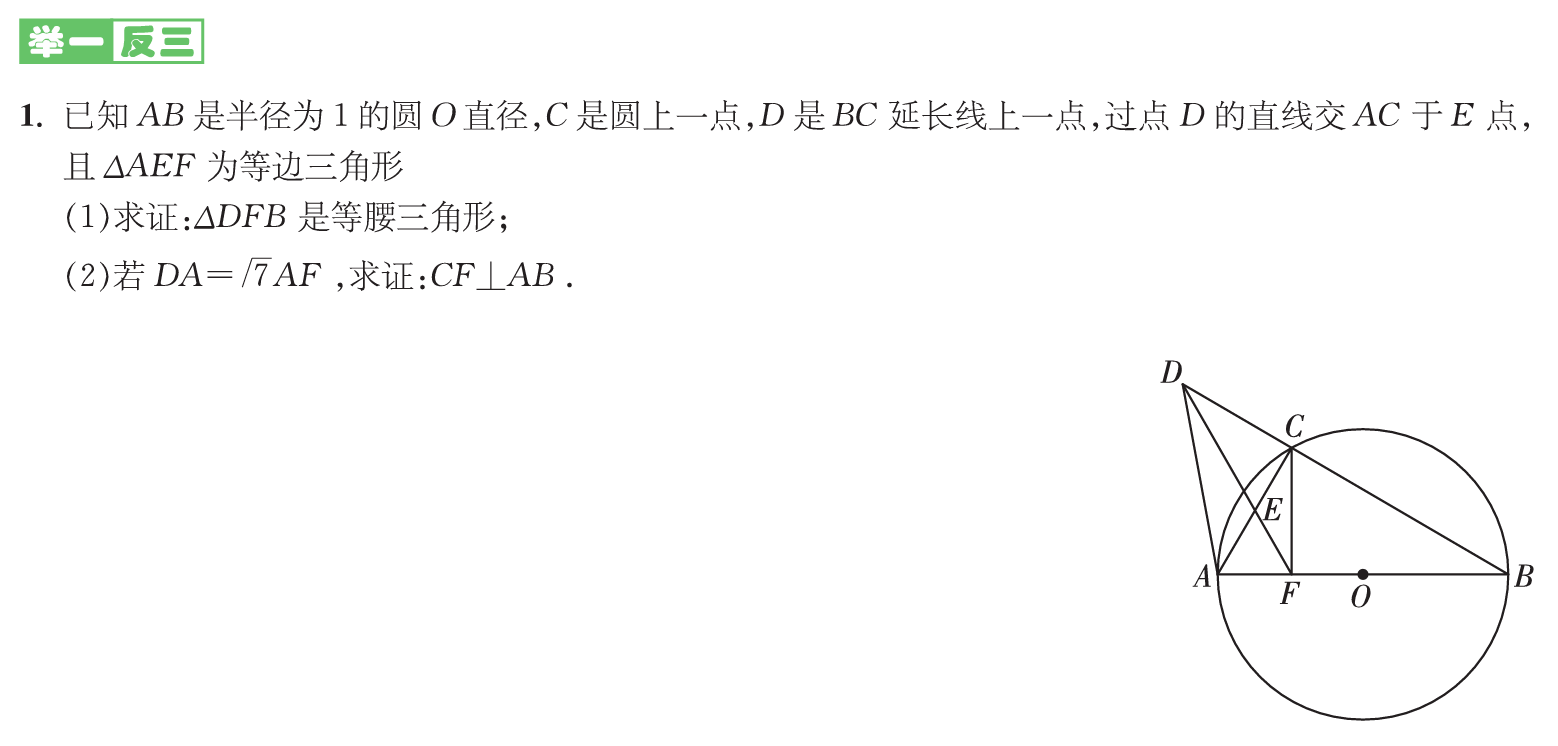 举一反三
1. 已知 AB 是半径为 1 的圆 O 直径,C 是圆上一点,D 是 BC 延长线上一点,过点 D 的直线交 AC 于 E 点,
且 △AEF 为等边三角形
(1)求证:△DFB 是等腰三角形;
(2)若 DA=√7AF ,求证:CF⊥AB .
D
C
E
A
F
O
B